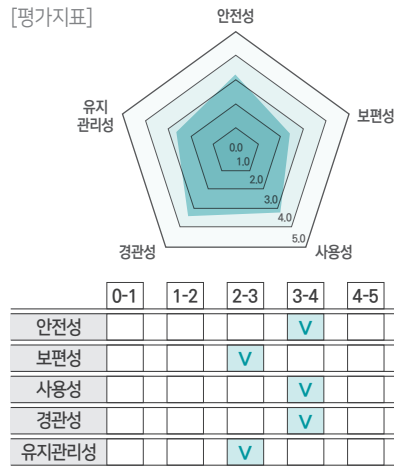 [평가지표]
안전성
유지
관리성
보편성
0.0
1.0
2.0
3.0
4.0
5.0
경관성
사용성
0-1 1-2 2-3 3-4 4-5
안전성 V
보편성 V
사용성 V
경관성 V
유지관리성 V